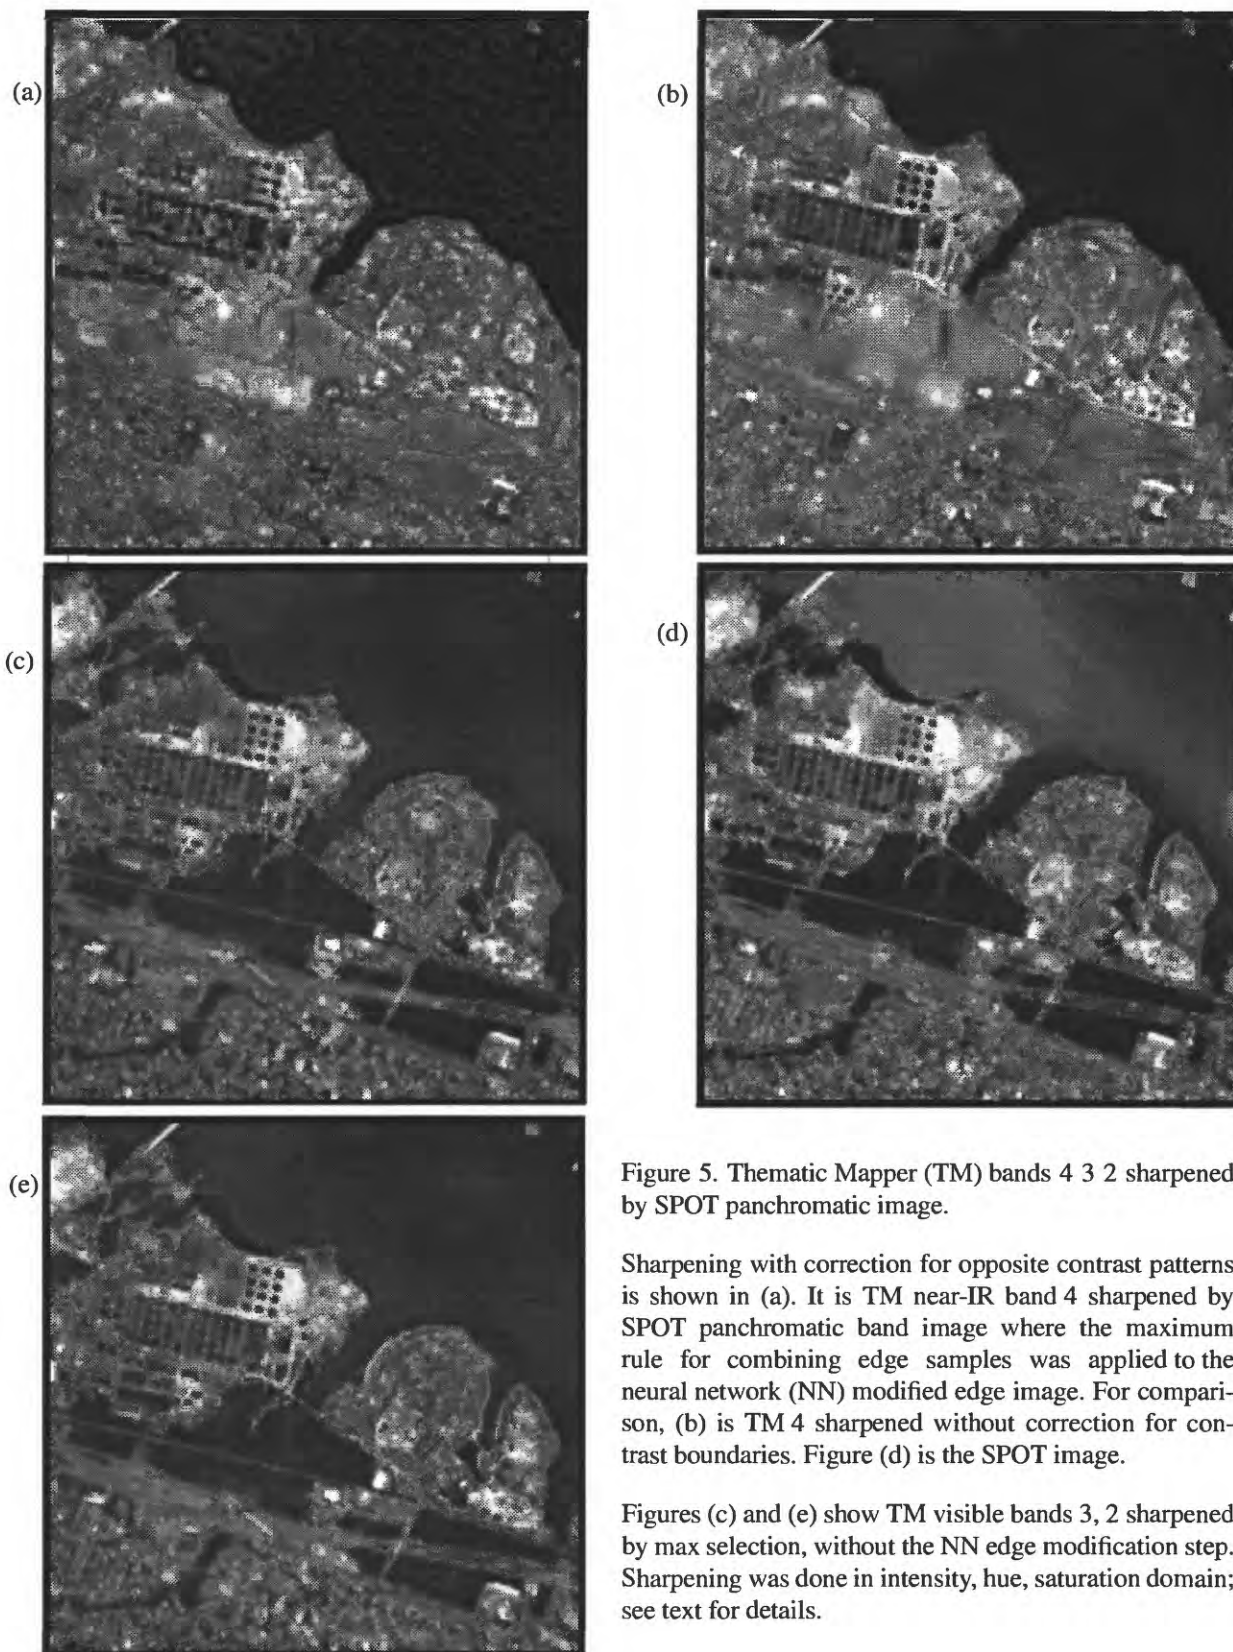 (a)
(b)
(c)
(d)
(e)
Figure 5. Thematic Mapper (TM) bands 4 3 2 sharpened
by SPOT panchromatic image.
Sharpening with correction for opposite contrast patterns
is shown in (a). It is TM near-IR band 4 sharpened by
SPOT panchromatic band image where the maximum
rule for combining edge samples was applied to the
neural network (NN) modified edge image. For compari-
son, (b) is TM 4 sharpened without correction for con-
trast boundaries. Figure (d) is the SPOT image.
Figures (c) and (e) show TM visible bands 3, 2 sharpened
by max selection, without the NN edge modification step.
Sharpening was done in intensity, hue, saturation domain;
see text for details.